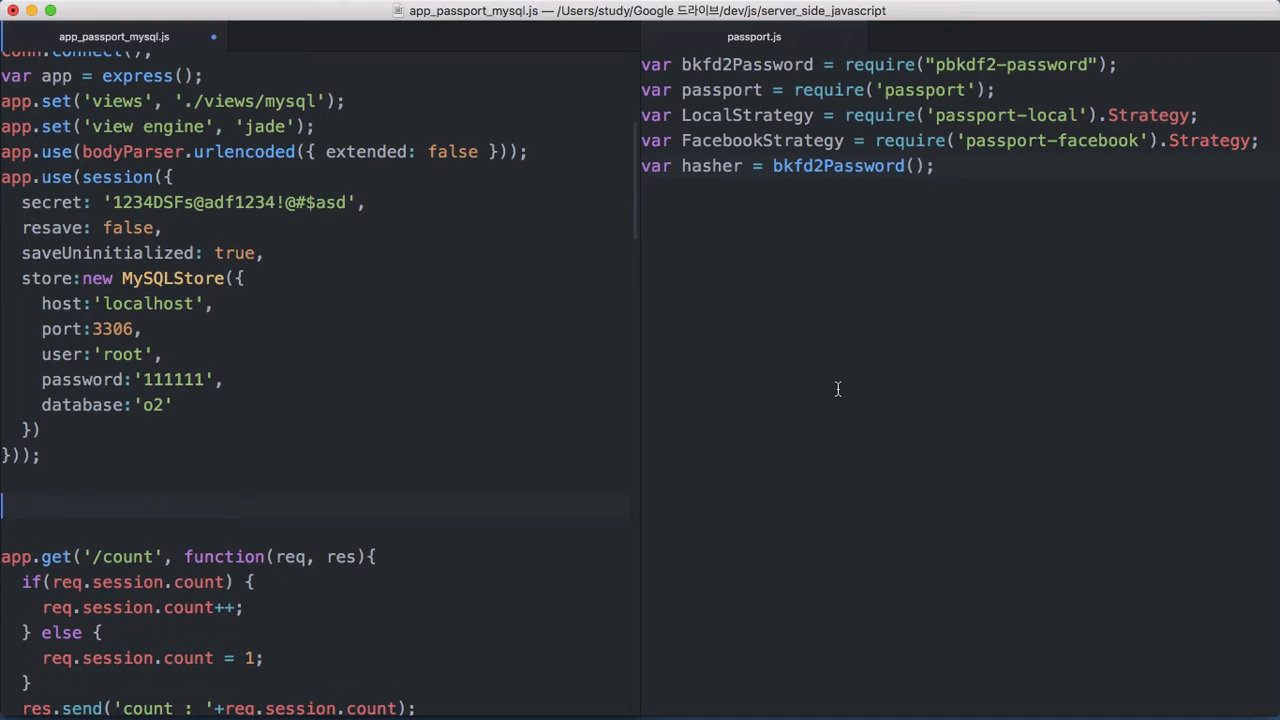 app_passport_mysql.js — /Users/study/Google 드라이브/dev/js/server_side_javascript
app_passport_mysql.js
passport.js
conn.connect();
var app = express();
app.set('views', './views/mysql');
app.set('view engine', 'jade');
app.use(bodyParser.urlencoded({ extended: false }));
app.use(session({
secret: '1234DSFs@adf1234!@#$asd',
resave: false,
saveUninitialized: true,
store:new MySQLStore({
host:'localhost',
port:3306,
user:'root',
password:'111111',
database:'o2'
})
}));
app.get('/count', function(req, res){
if(req.session.count) {
req.session.count++;
} else {
req.session.count = 1;
}
res.send('count : '+req.session.count);
var bkfd2Password = require("pbkdf2-password");
var passport = require('passport');
var LocalStrategy = require('passport-local').Strategy;
var FacebookStrategy = require('passport-facebook').Strategy;
var hasher = bkfd2Password();